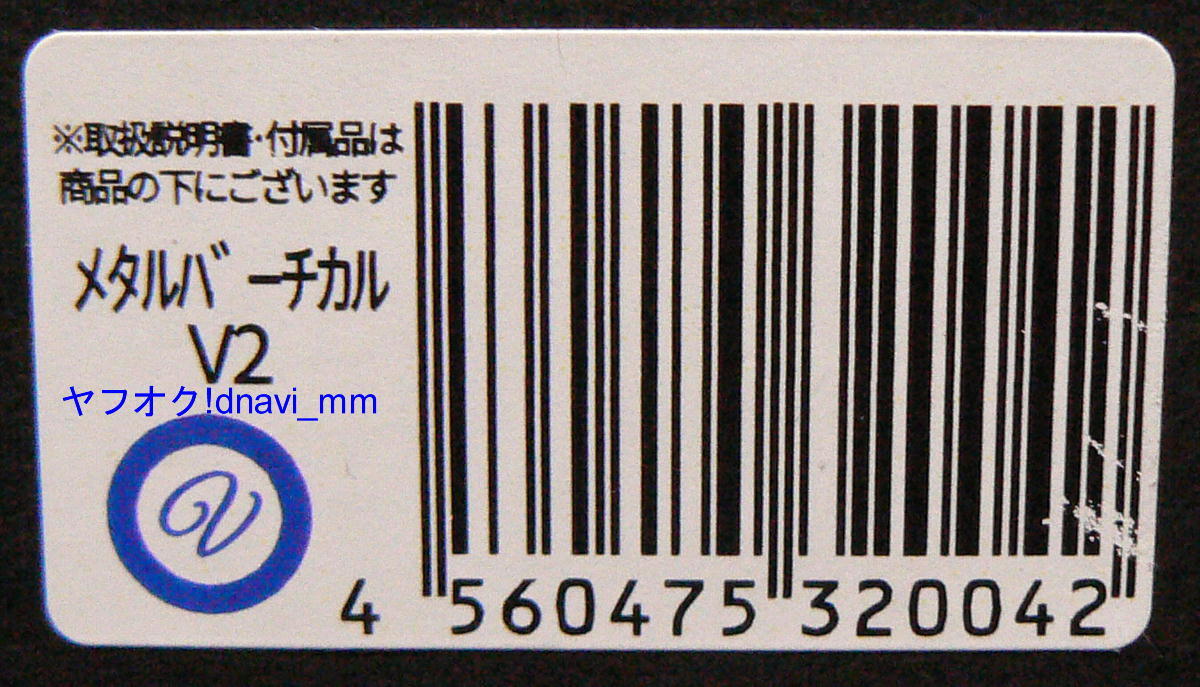 ※取扱説明書・付属品は
商品の下にございます
メタルバーチカル
V2
ヤフオク!dnavi_mm
V
4 560475 320042